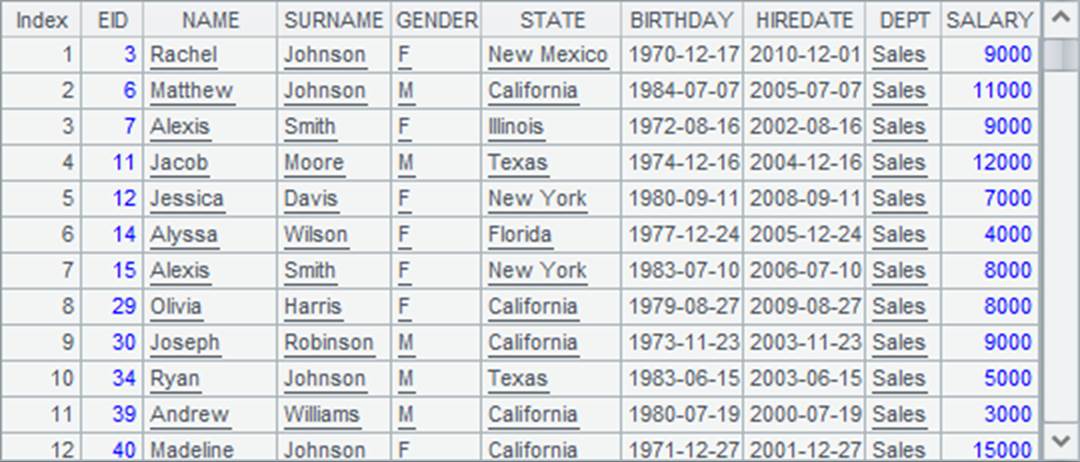 Index EID NAME SURNAME GENDER STATE BIRTHDAY HIREDATE DEPT SALARY
1 3 Rachel Johnson F New Mexico 1970-12-17 2010-12-01 Sales 9000
2 6 Matthew Johnson M California 1984-07-07 2005-07-07 Sales 11000
3 7 Alexis Smith F Illinois 1972-08-16 2002-08-16 Sales 9000
4 11 Jacob Moore M Texas 1974-12-16 2004-12-16 Sales 12000
5 12 Jessica Davis F New York 1980-09-11 2008-09-11 Sales 7000
6 14 Alyssa Wilson F Florida 1977-12-24 2005-12-24 Sales 4000
7 15 Alexis Smith F New York 1983-07-10 2006-07-10 Sales 8000
8 29 Olivia Harris F California 1979-08-27 2009-08-27 Sales 8000
9 30 Joseph Robinson M California 1973-11-23 2003-11-23 Sales 9000
10 34 Ryan Johnson M Texas 1983-06-15 2003-06-15 Sales 5000
11 39 Andrew Williams M California 1980-07-19 2000-07-19 Sales 3000
12 40 Madeline Johnson F California 1971-12-27 2001-12-27 Sales 15000